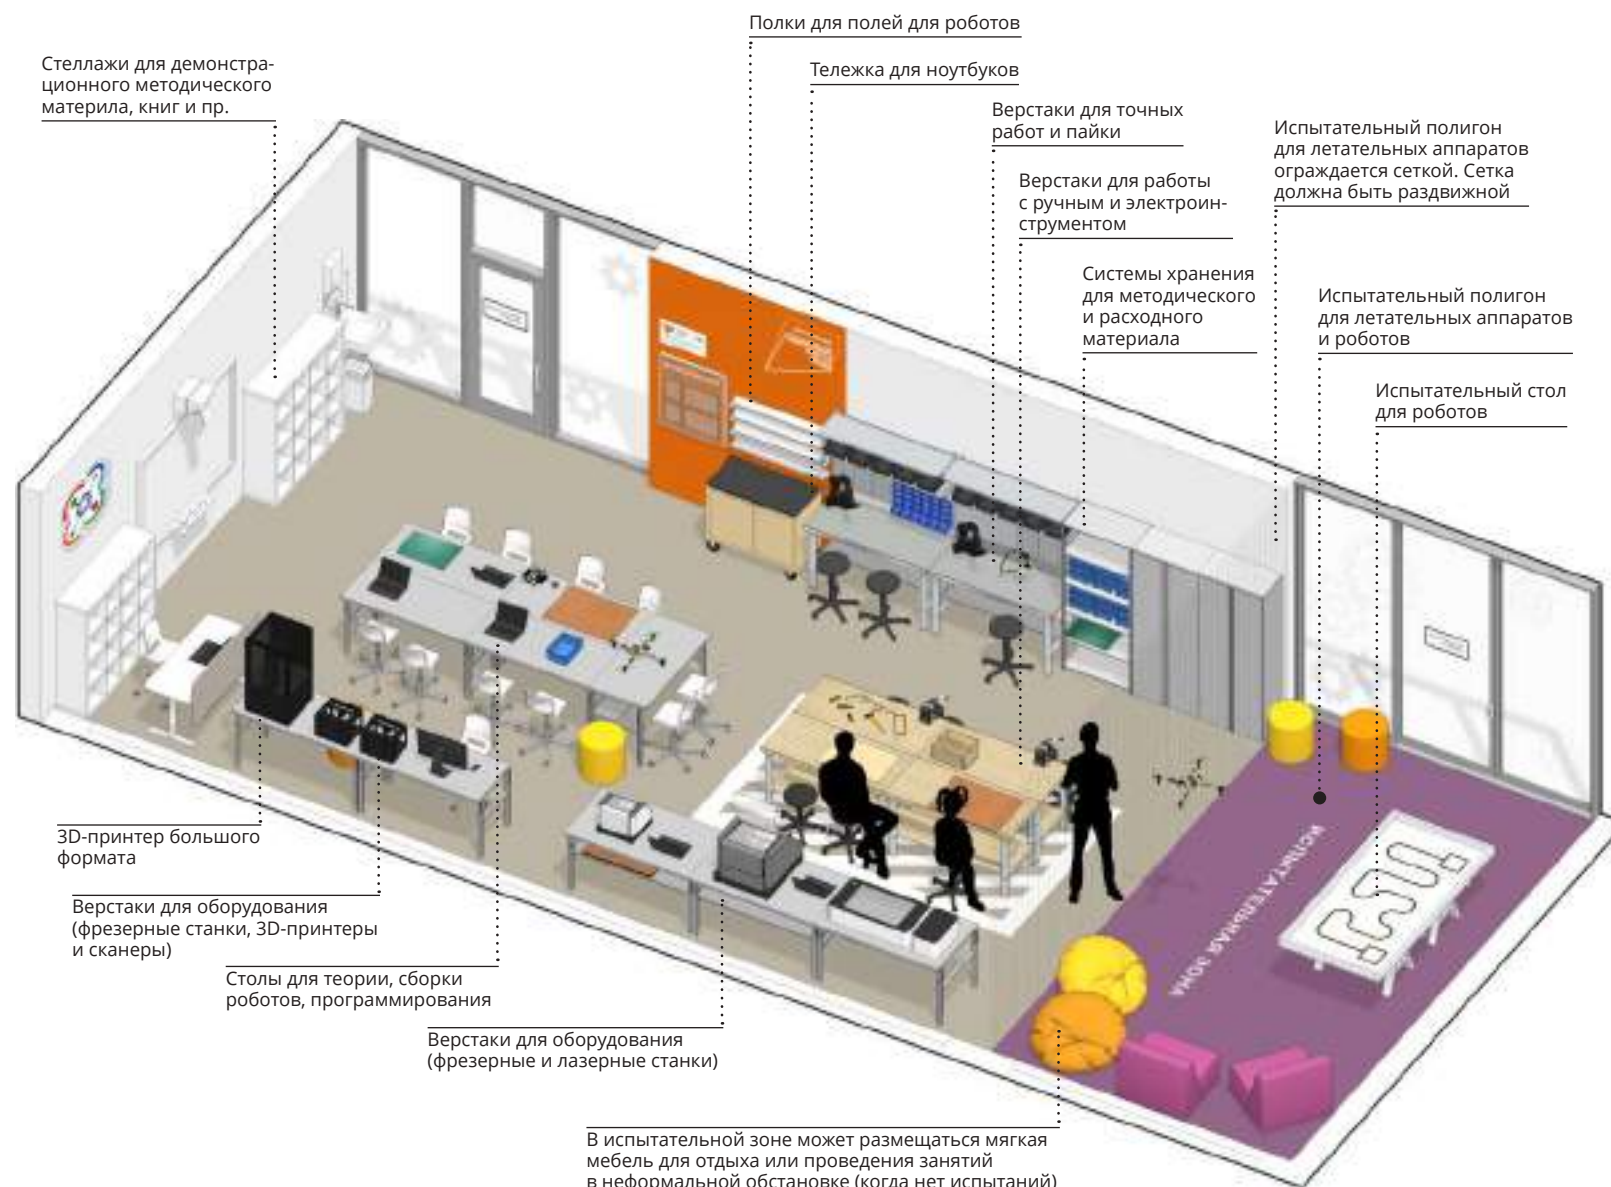 Полки для полей для роботов
Стеллажи для демонстра-
ционного методического
материла, книг и пр.
Тележка для ноутбуков
Верстаки для точных
работ и пайки
Испытательный полигон
для летательных аппаратов
ограждается сеткой. Сетка
должна быть раздвижной
Верстаки для работы
с ручным и электроин-
струментом
Системы хранения
для методического
и расходного
материала
Испытательный полигон
для летательных аппаратов
и роботов
Испытательный стол
для роботов
ИСПЫТАТЕЛЬНАЯ ЗОНА
3D-принтер большого
формата
Верстаки для оборудования
(фрезерные станки, 3D-принтеры
и сканеры)
Столы для теории, сборки
роботов, программирования
Верстаки для оборудования
(фрезерные и лазерные станки)
В испытательной зоне может размещаться мягкая
мебель для отдыха или проведения занятий
в неформальной обстановке (когда нет испытаний)